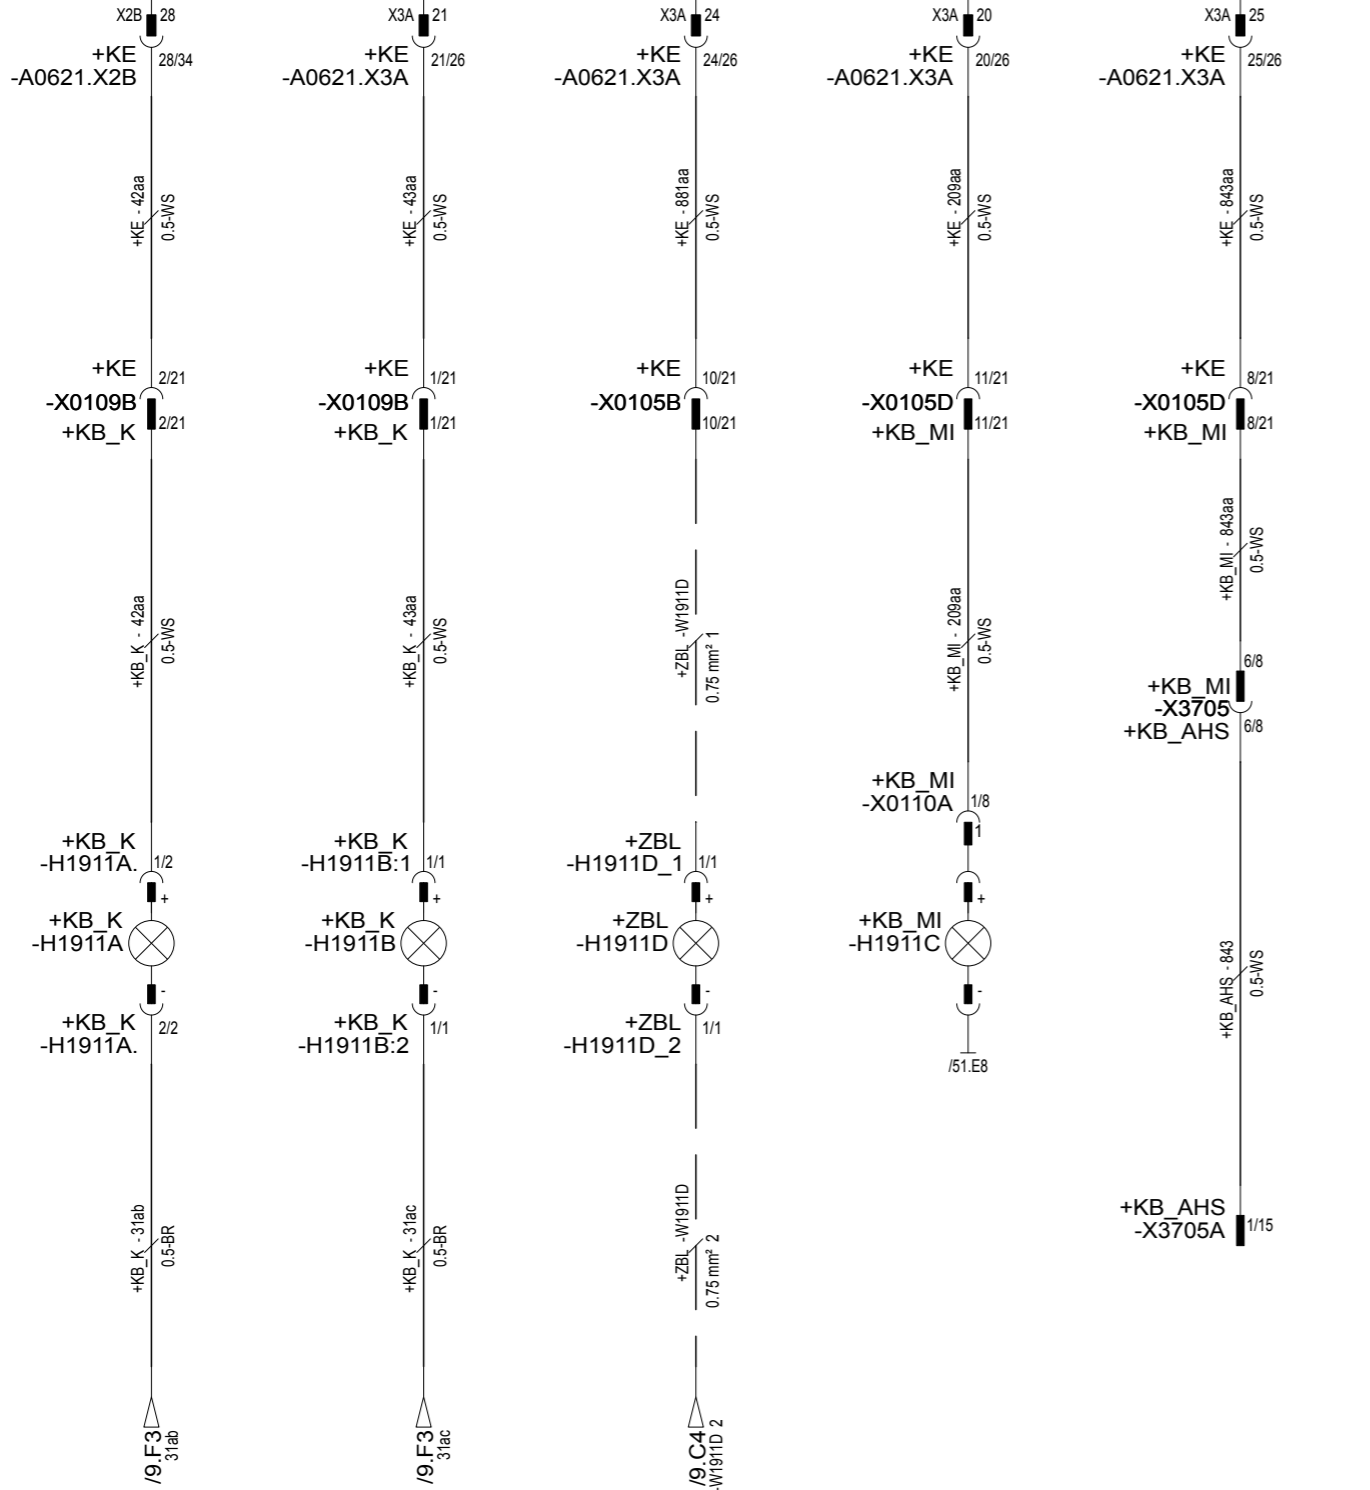 X2B 28
+KE 28/34
-A0621.X2B
+KE - 42aa
0.5-WS
+KE 2/21
-X0109B
+KB_K 2/21
+KB_K - 42aa
0.5-WS
+KB_K
-H1911A. 1/2
+
+KB_K
-H1911A
-
+KB_K 2/2
-H1911A.
+KB_K - 31ab
0.5-BR
/9.F3
31ab
X3A 21
+KE 21/26
-A0621.X3A
+KE - 43aa
0.5-WS
+KE 1/21
-X0109B
+KB_K 1/21
+KB_K - 43aa
0.5-WS
+KB_K
-H1911B:1 1/1
+
+KB_K
-H1911B
-
+KB_K 1/1
-H1911B:2
+KB_K - 31ac
0.5-BR
/9.F3
31ac
X3A 24
+KE 24/26
-A0621.X3A
+KE - 881aa
0.5-WS
+KE 10/21
-X0105B
10/21
+ZBL -W1911D
0.75 mm² 1
+ZBL
-H1911D_1 1/1
+
+ZBL
-H1911D
-
+ZBL 1/1
-H1911D_2
+ZBL -W1911D
0.75 mm² 2
/9.C4
-W1911D 2
X3A 20
+KE 20/26
-A0621.X3A
+KE - 209aa
0.5-WS
+KE 11/21
-X0105D
+KB_MI 11/21
+KB_MI - 209aa
0.5-WS
+KB_MI
-X0110A 1/8
1
+
+KB_MI
-H1911C
-
/51.E8
X3A 25
+KE 25/26
-A0621.X3A
+KE - 843aa
0.5-WS
+KE 8/21
-X0105D
+KB_MI 8/21
+KB_MI - 843aa
0.5-WS
6/8
+KB_MI
-X3705
+KB_AHS 6/8
+KB_AHS - 843
0.5-WS
+KB_AHS
-X3705A 1/15